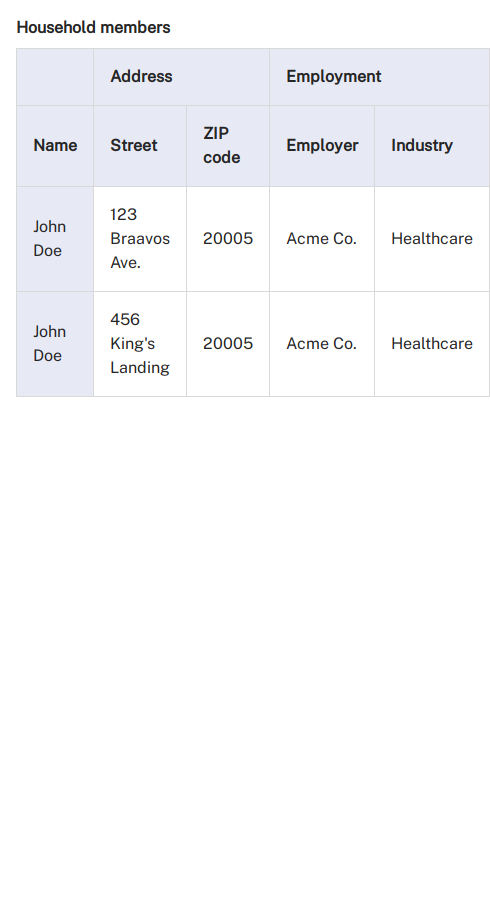 Household members
Address Employment
Name Street ZIP code Employer Industry
John Doe 123 Braavos Ave. 20005 Acme Co. Healthcare
John Doe 456 King's Landing 20005 Acme Co. Healthcare